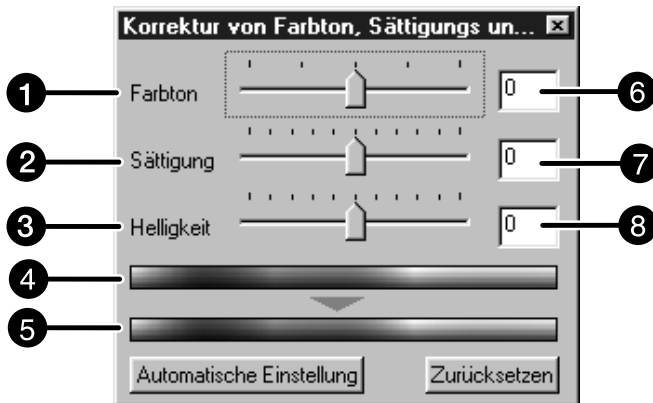 Korrektur von Farbton, Sättigungs un...
1 Farbton 0 6
2 Sättigung 0 7
3 Helligkeit 0 8
4
5
Automatische Einstellung Zurücksetzen